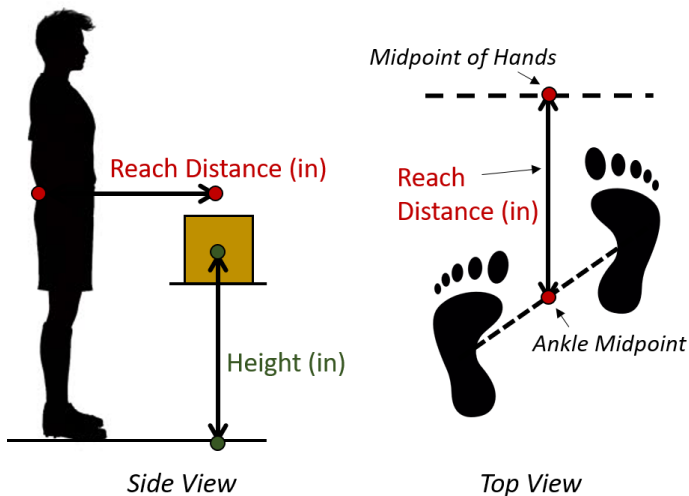 Midpoint of Hands
Reach Distance (in)
Reach
Distance (in)
Height (in)
Ankle Midpoint
Side View
Top View